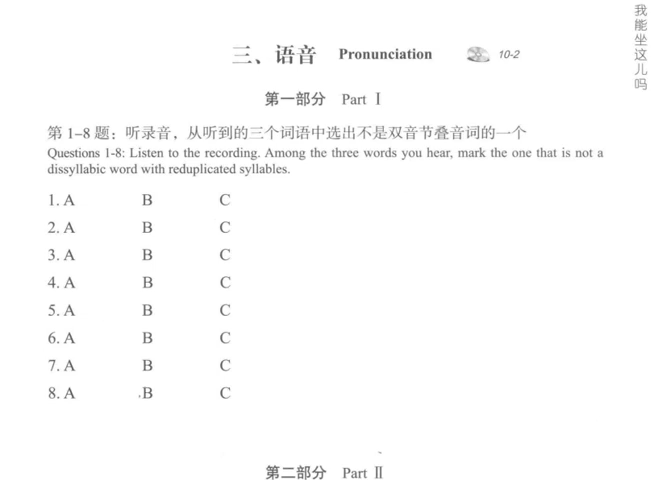 我能坐这儿吗
三、语音 Pronunciation 10-2
第一部分 Part Ⅰ
第 1–8 题：听录音，从听到的三个词语中选出不是双音节叠音词的一个
Questions 1-8: Listen to the recording. Among the three words you hear, mark the one that is not a
dissyllabic word with reduplicated syllables.
1. A B C
2. A B C
3. A B C
4. A B C
5. A B C
6. A B C
7. A B C
8. A B C
第二部分 Part Ⅱ